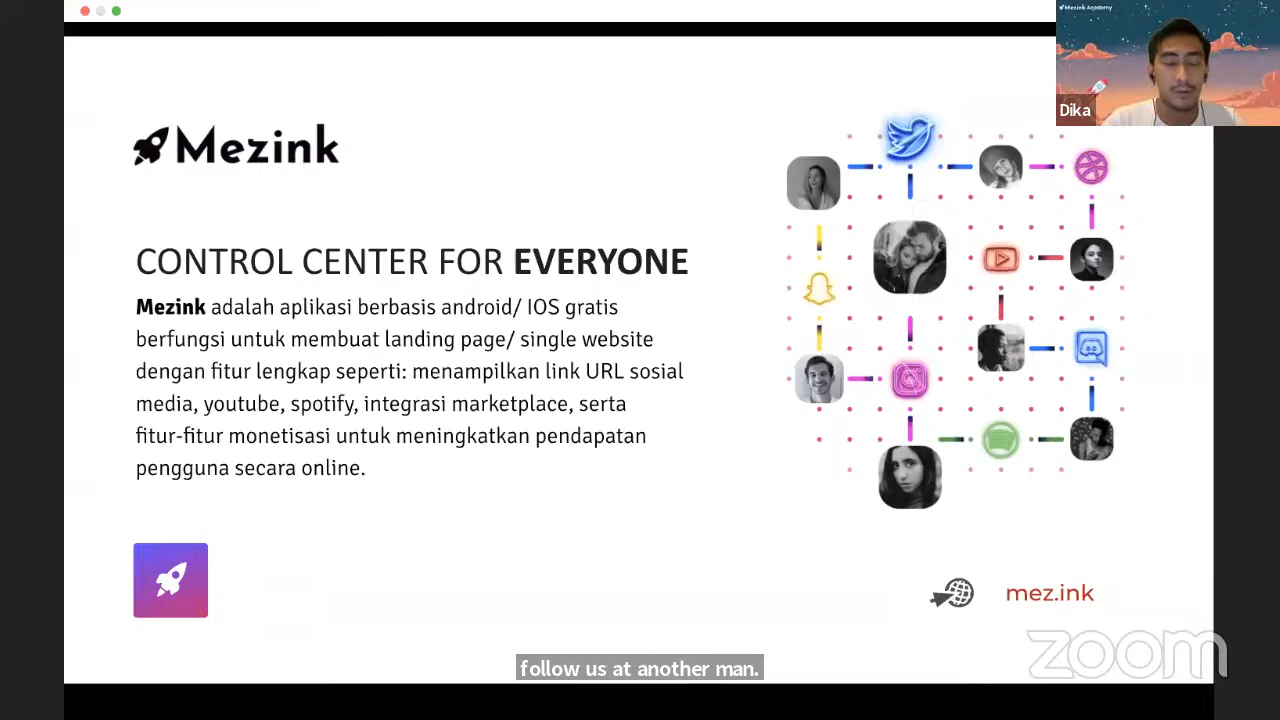 Mezink Academy
Dika
Mezink
CONTROL CENTER FOR EVERYONE
Mezink adalah aplikasi berbasis android/ IOS gratis
berfungsi untuk membuat landing page/ single website
dengan fitur lengkap seperti: menampilkan link URL sosial
media, youtube, spotify, integrasi marketplace, serta
fitur-fitur monetisasi untuk meningkatkan pendapatan
pengguna secara online.
mez.ink
zoom
follow us at another man.